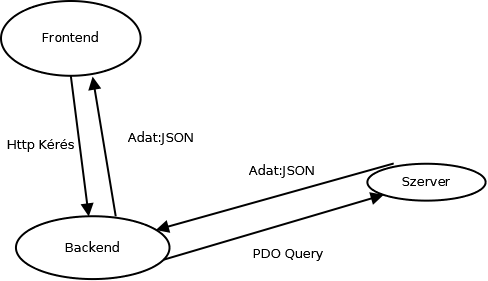 Frontend
Http Kérés
Adat:JSON
Adat:JSON
Szerver
Backend
PDO Query